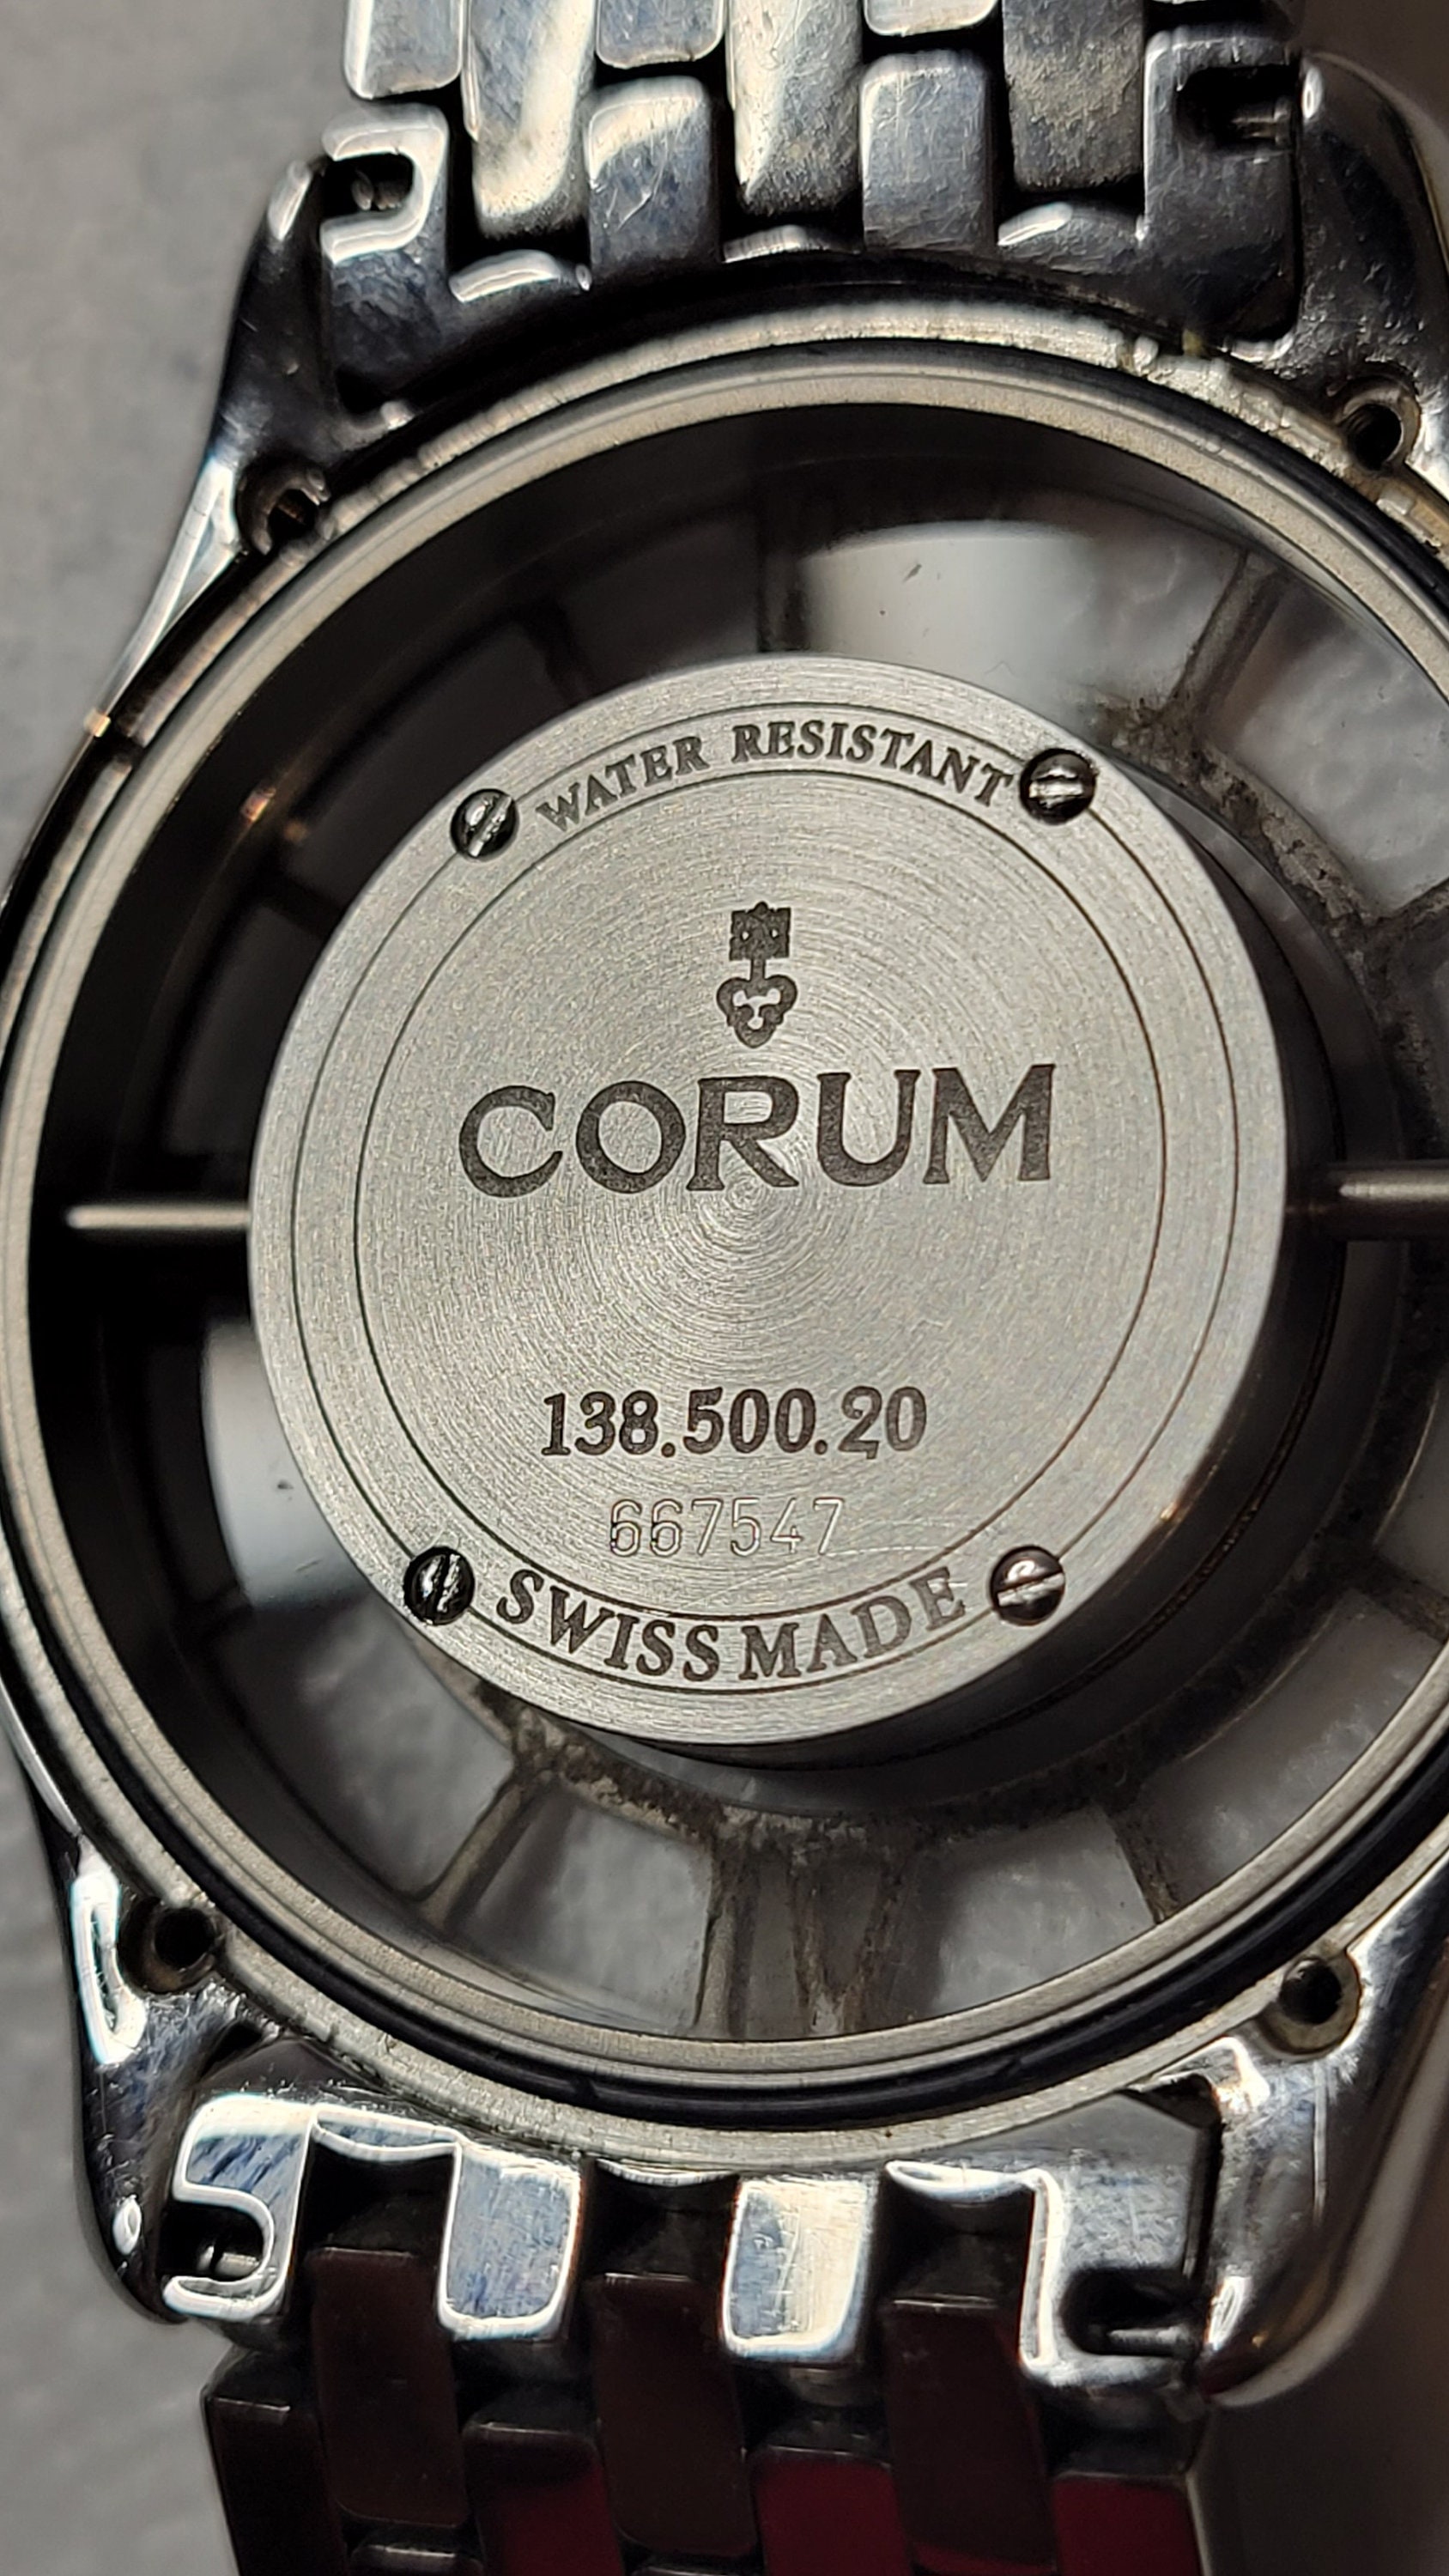 WATER RESISTANT
CORUM
138.500.20
667547
SWISS MADE